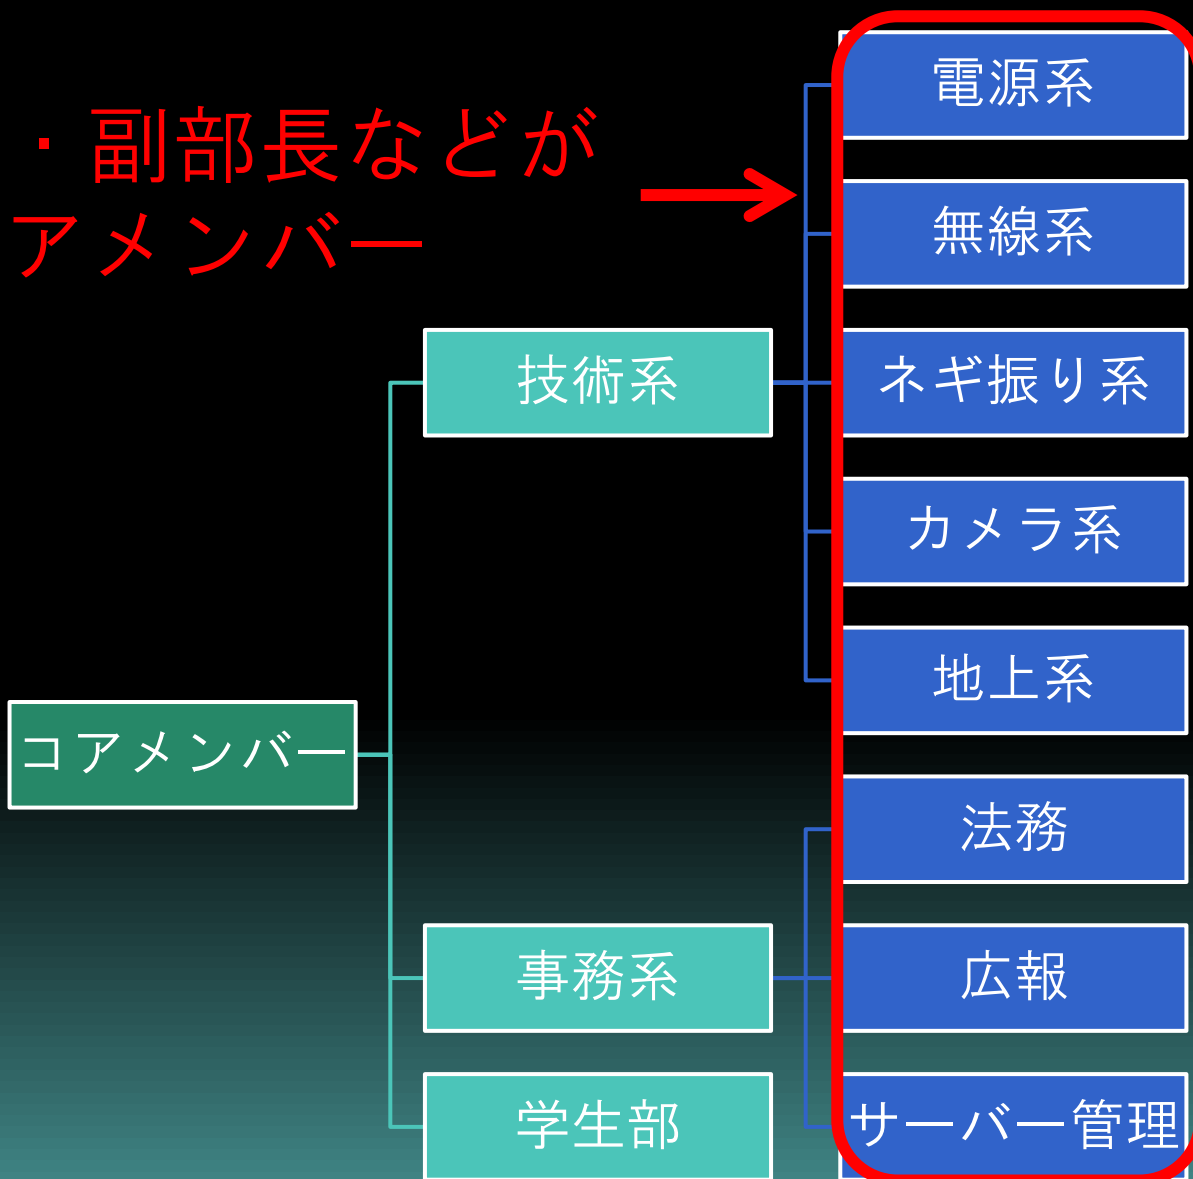 ・副部長などが
アメンバー
電源系
無線系
技術系
ネギ振り系
カメラ系
地上系
コアメンバー
法務
事務系
広報
学生部
サーバー管理